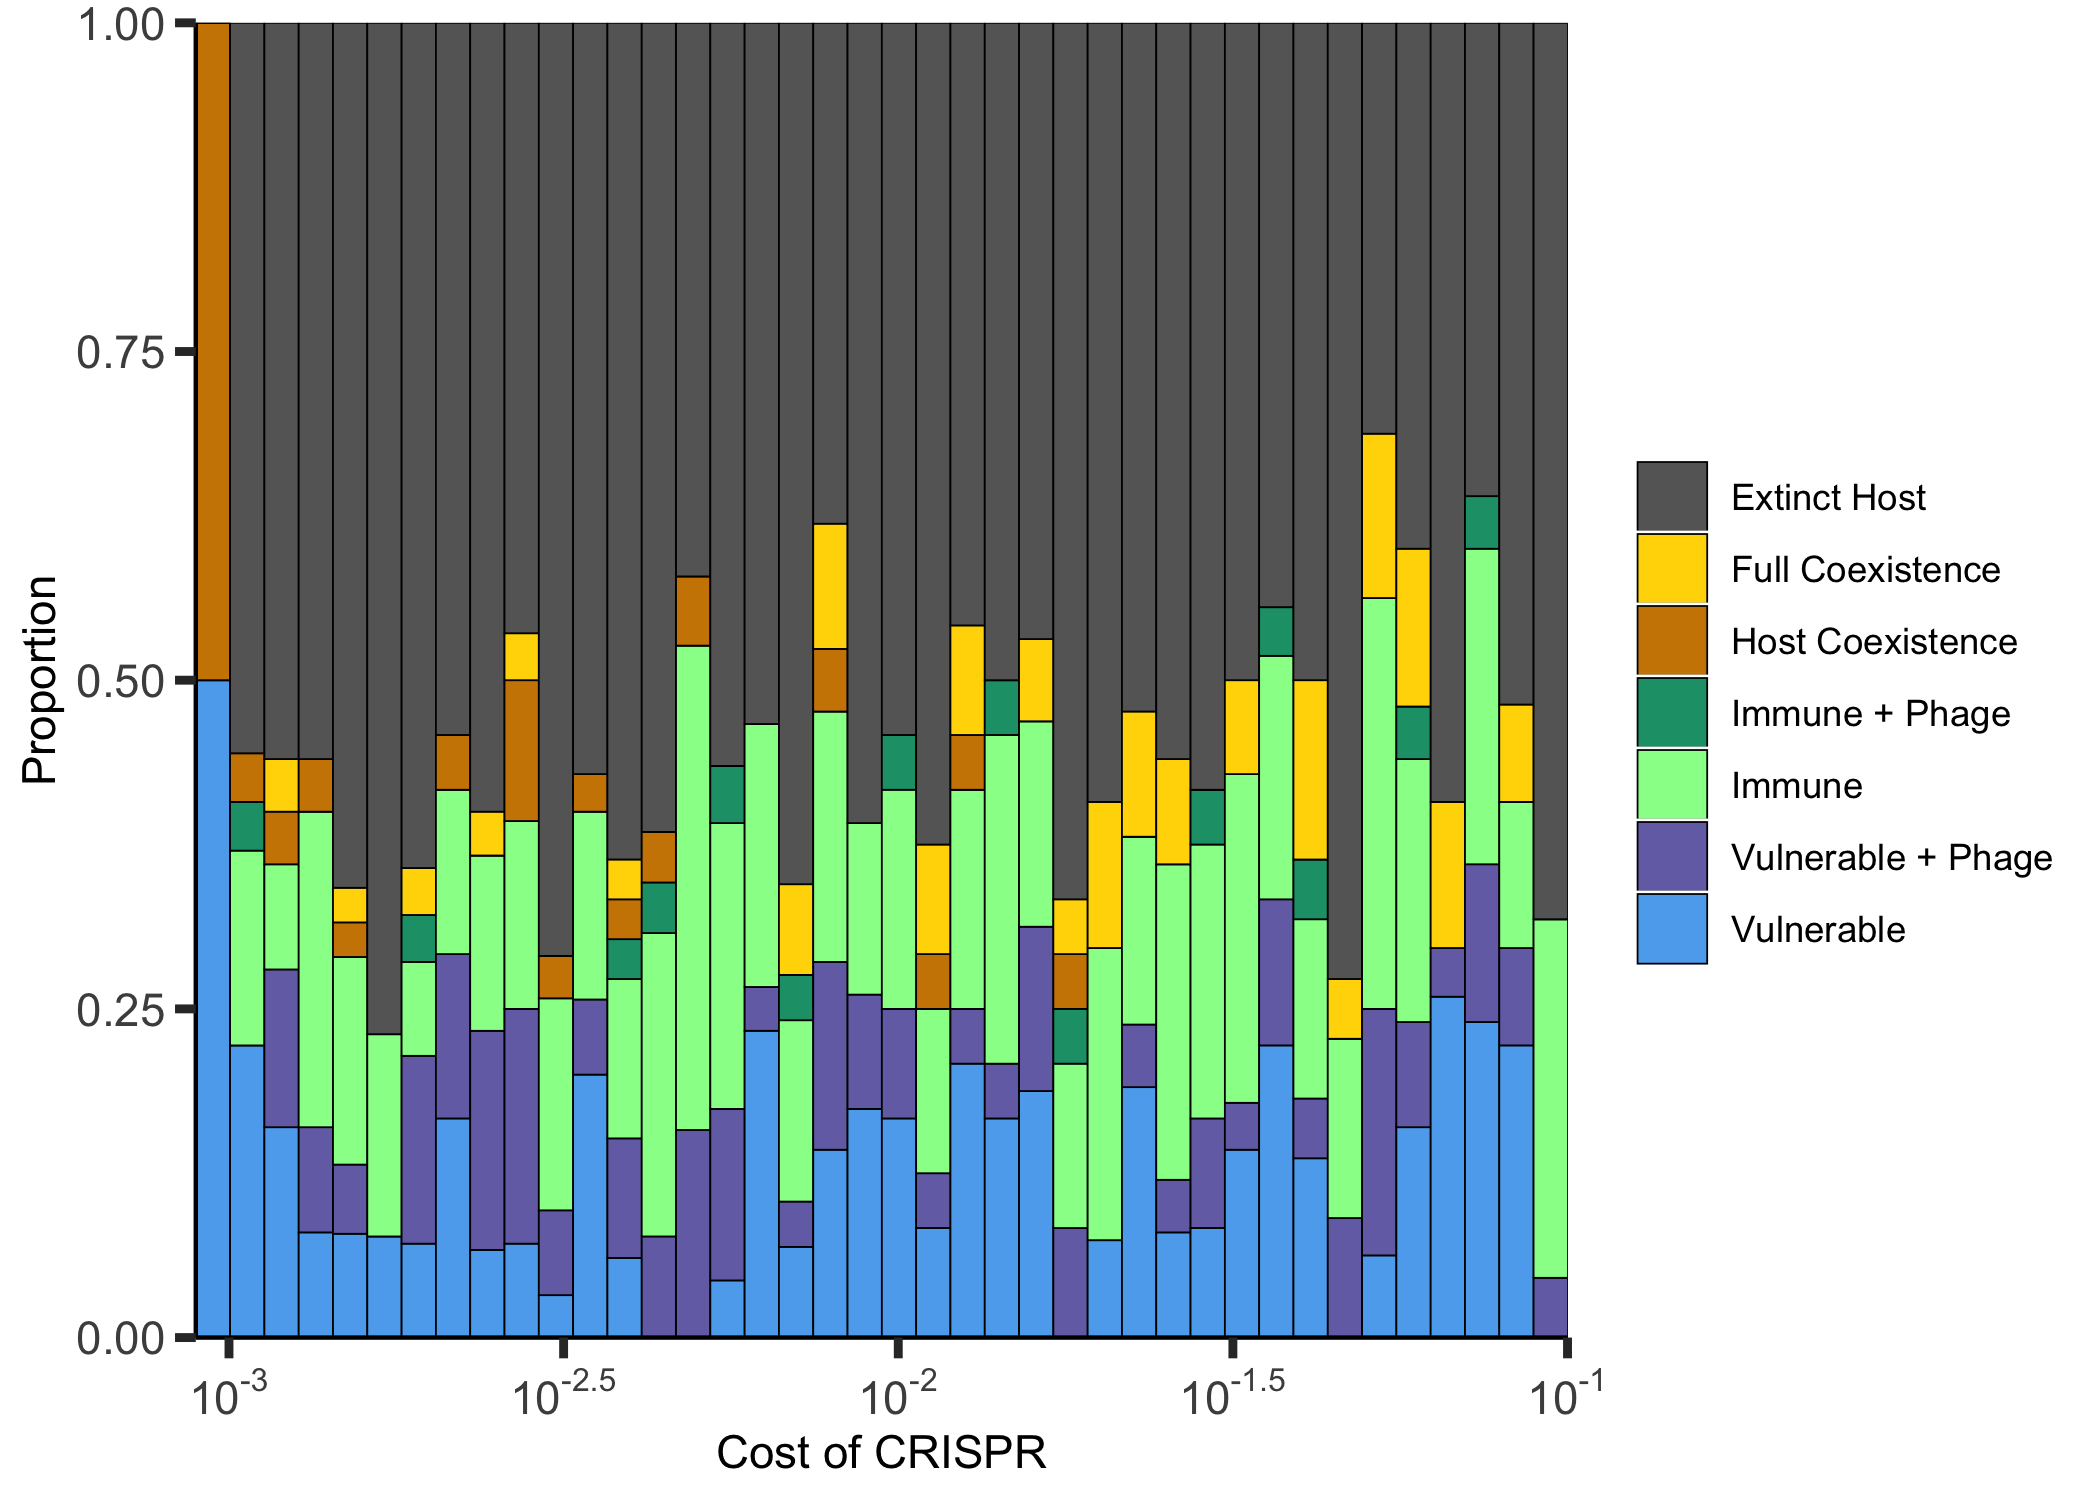 1.00
0.75
0.50
0.25
0.00
Proportion
10^-3
10^-2.5
10^-2
10^-1.5
10^-1
Cost of CRISPR
Extinct Host
Full Coexistence
Host Coexistence
Immune + Phage
Immune
Vulnerable + Phage
Vulnerable